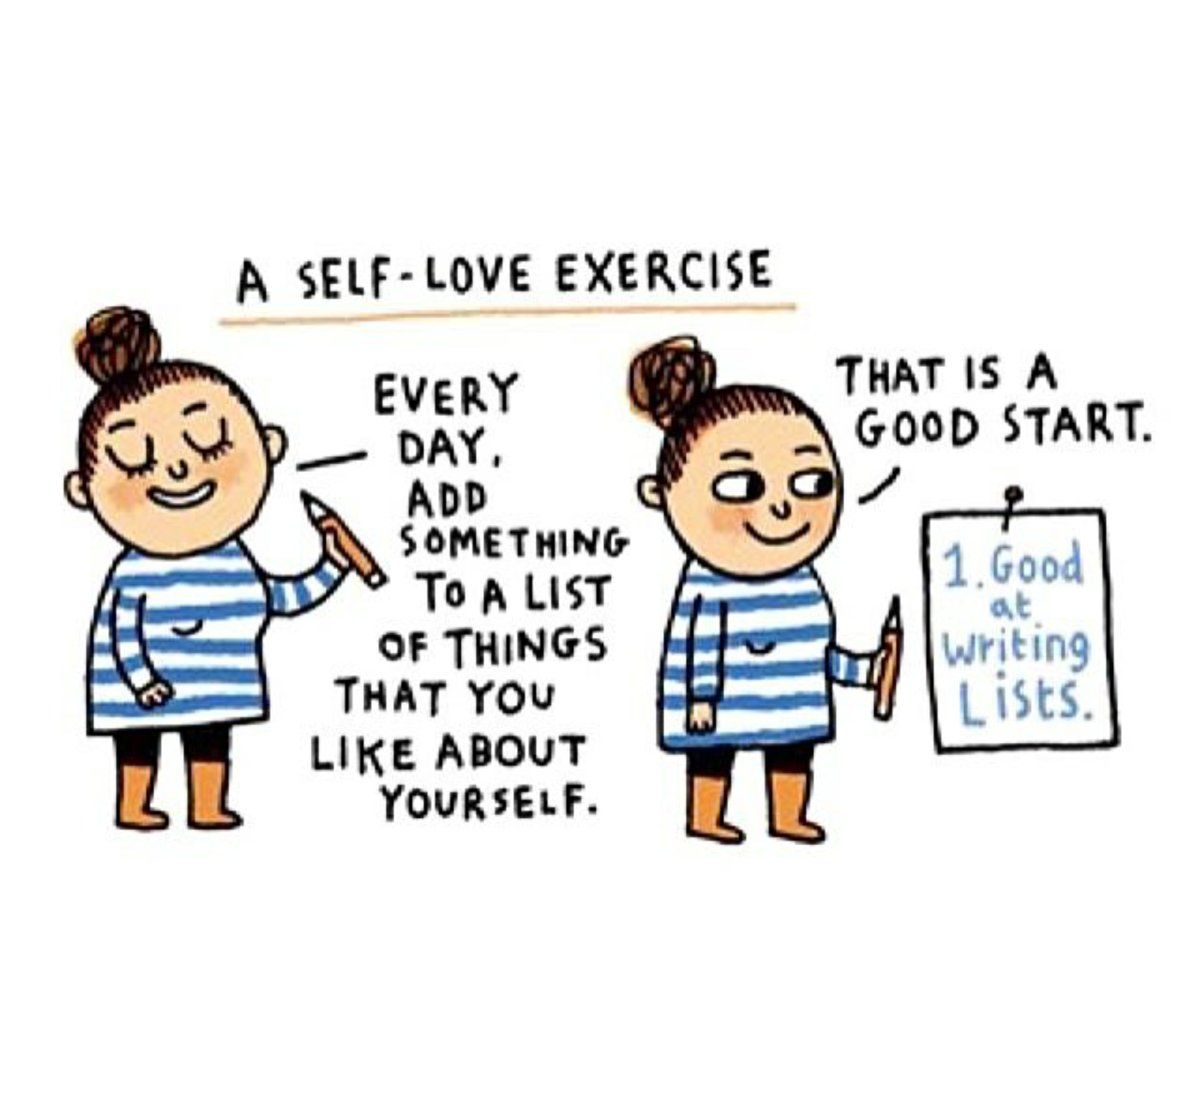 A SELF-LOVE EXERCISE
EVERY
DAY,
ADD
SOMETHING
TO A LIST
OF THINGS
THAT YOU
LIKE ABOUT
YOURSELF.
THAT IS A
GOOD START.
1. Good
at
Writing
Lists.